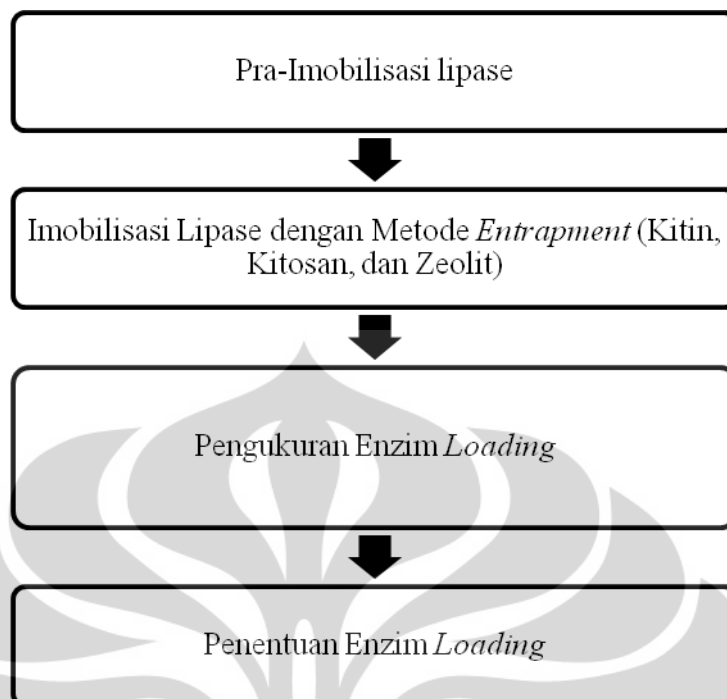 Pra-Imobilisasi lipase
Imobilisasi Lipase dengan Metode Entrapment (Kitin,
Kitosan, dan Zeolit)
Pengukuran Enzim Loading
Penentuan Enzim Loading